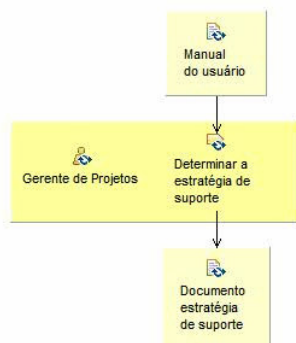 Manual
do usuário
Gerente de Projetos
Determinar a
estratégia de
suporte
Documento
estratégia
de suporte